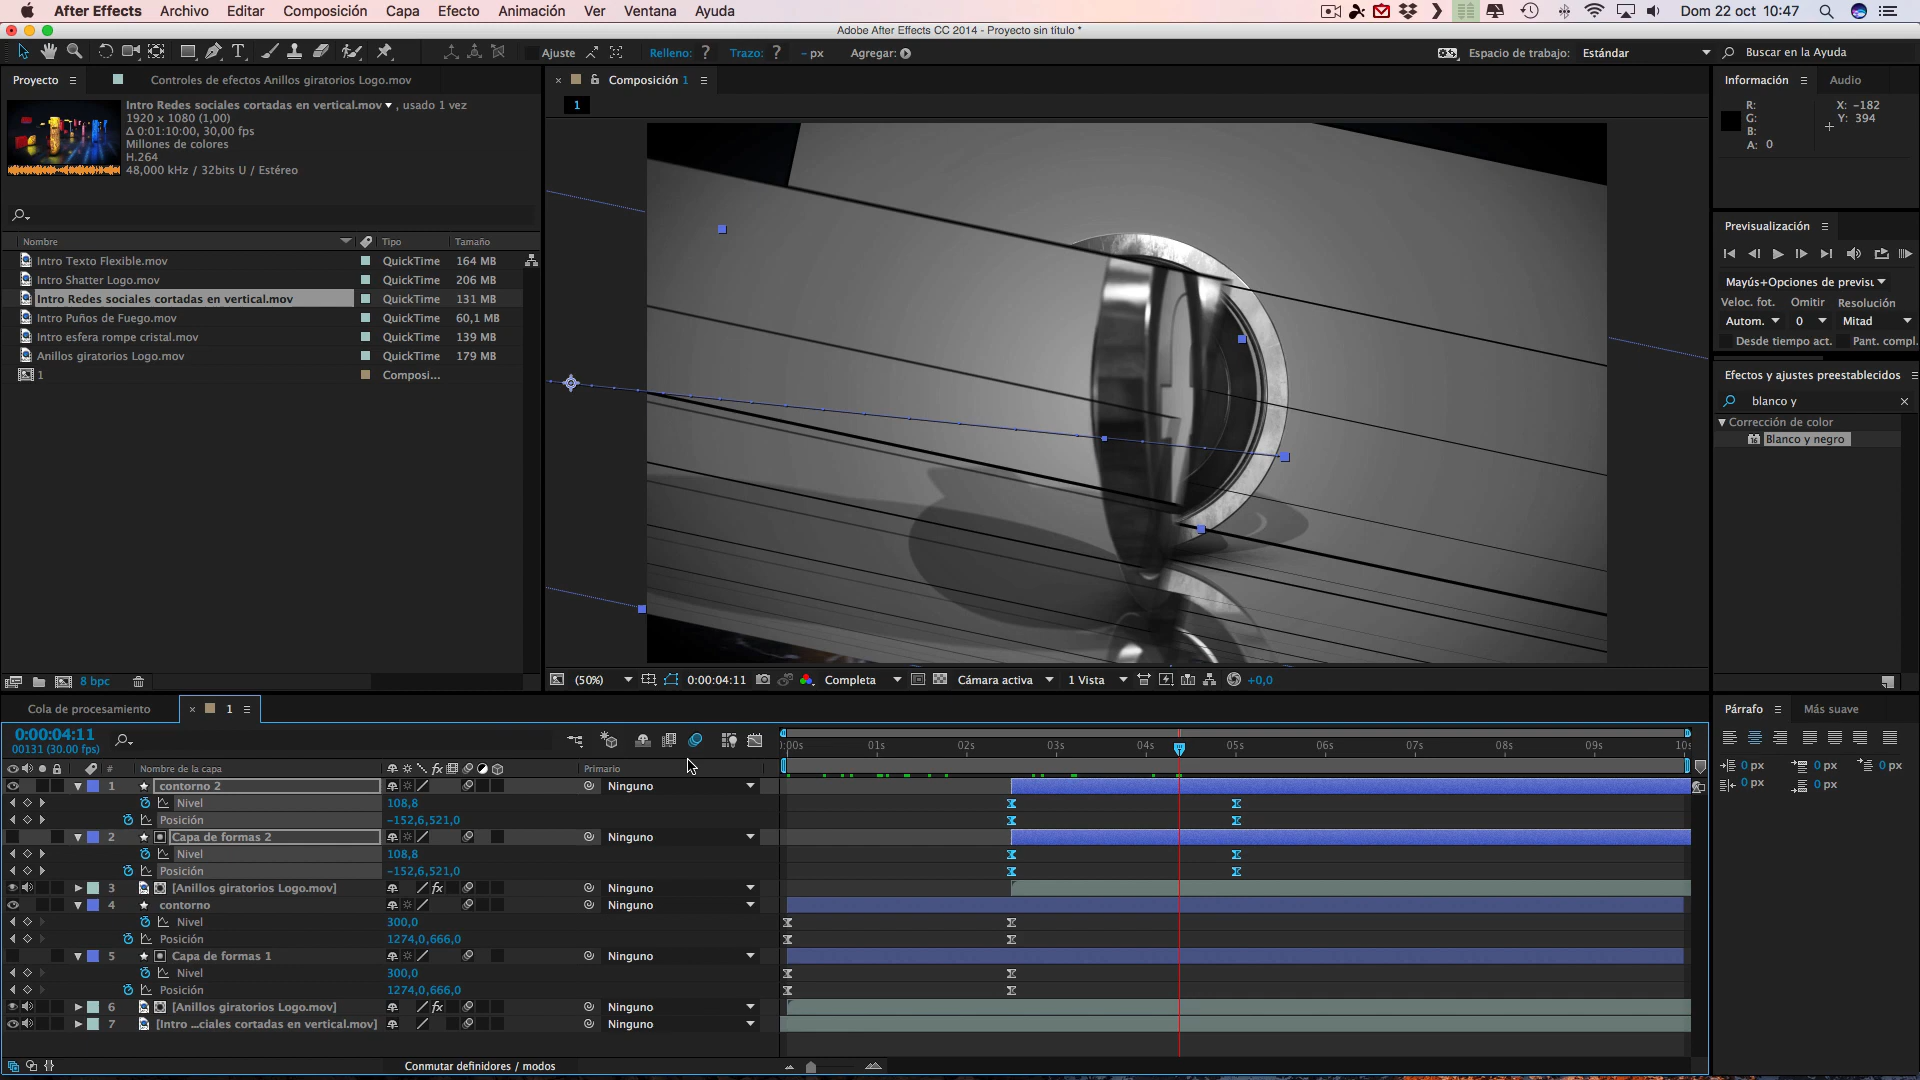 After Effects Archivo Editar Composición Capa Efecto Animación Ver Ventana Ayuda Dom 22 oct 10:47
Adobe After Effects CC 2014 - Proyecto sin título *
Ajuste Relleno: ? Trazo: ? - px Agregar: Espacio de trabajo: Estándar Buscar en la Ayuda
Proyecto Controles de efectos Anillos giratorios Logo.mov
Intro Redes sociales cortadas en vertical.mov , usado 1 vez
1920 x 1080 (1,00)
Δ 0:01:10:00, 30,00 fps
Millones de colores
H.264
48,000 kHz / 32bits U / Estéreo
Nombre Tipo Tamaño
Intro Texto Flexible.mov QuickTime 164 MB
Intro Shatter Logo.mov QuickTime 206 MB
Intro Redes sociales cortadas en vertical.mov QuickTime 131 MB
Intro Puños de Fuego.mov QuickTime 60,1 MB
Intro esfera rompe cristal.mov QuickTime 139 MB
Anillos giratorios Logo.mov QuickTime 179 MB
1 Composi...
8 bpc
Composición 1
1
(50%) 0:00:04:11 Completa Cámara activa 1 Vista +0,0
Información Audio
R: X: -182
G: Y: 394
B:
A: 0
Previsualización
Mayús+Opciones de previsu
Veloc. fot. Omitir Resolución
Autom. 0 Mitad
Desde tiempo act. Pant. compl.
Efectos y ajustes preestablecidos
blanco y
Corrección de color
Blanco y negro
Párrafo Más suave
0 px 0 px 0 px
0 px 0 px
Cola de procesamiento 1
0:00:04:11
00131 (30.00 fps)
:00s 01s 02s 03s 04s 05s 06s 07s 08s 09s 10s
# Nombre de la capa Primario
1 contorno 2 Ninguno
Nivel 108,8
Posición -152,6,521,0
2 Capa de formas 2 Ninguno
Nivel 108,8
Posición -152,6,521,0
3 [Anillos giratorios Logo.mov] Ninguno
4 contorno Ninguno
Nivel 300,0
Posición 1274,0,666,0
5 Capa de formas 1 Ninguno
Nivel 300,0
Posición 1274,0,666,0
6 [Anillos giratorios Logo.mov] Ninguno
7 [Intro ...ciales cortadas en vertical.mov] Ninguno
Conmutar definidores / modos